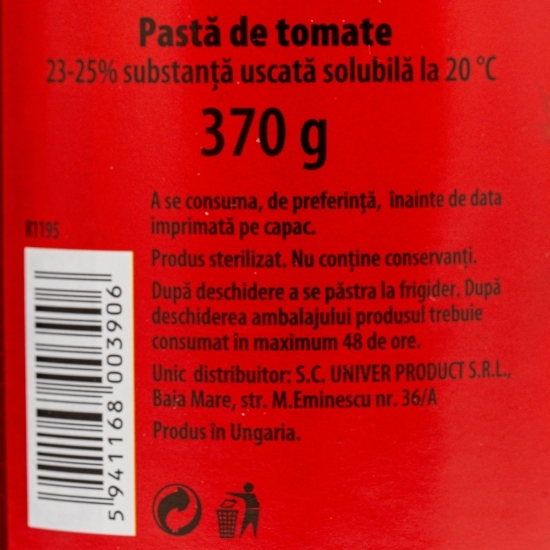 Pastă de tomate
23-25% substanță uscată solubilă la 20 °C
370 g
A se consuma, de preferință, înainte de data
imprimată pe capac.
R1195
Produs sterilizat. Nu conține conservanți.
După deschidere a se păstra la frigider. După
deschiderea ambalajului produsul trebuie
consumat în maximum 48 de ore.
Unic distribuitor: S.C. UNIVER PRODUCT S.R.L.,
Baia Mare, str. M.Eminescu nr. 36/A
Produs în Ungaria.
5 941168 003906